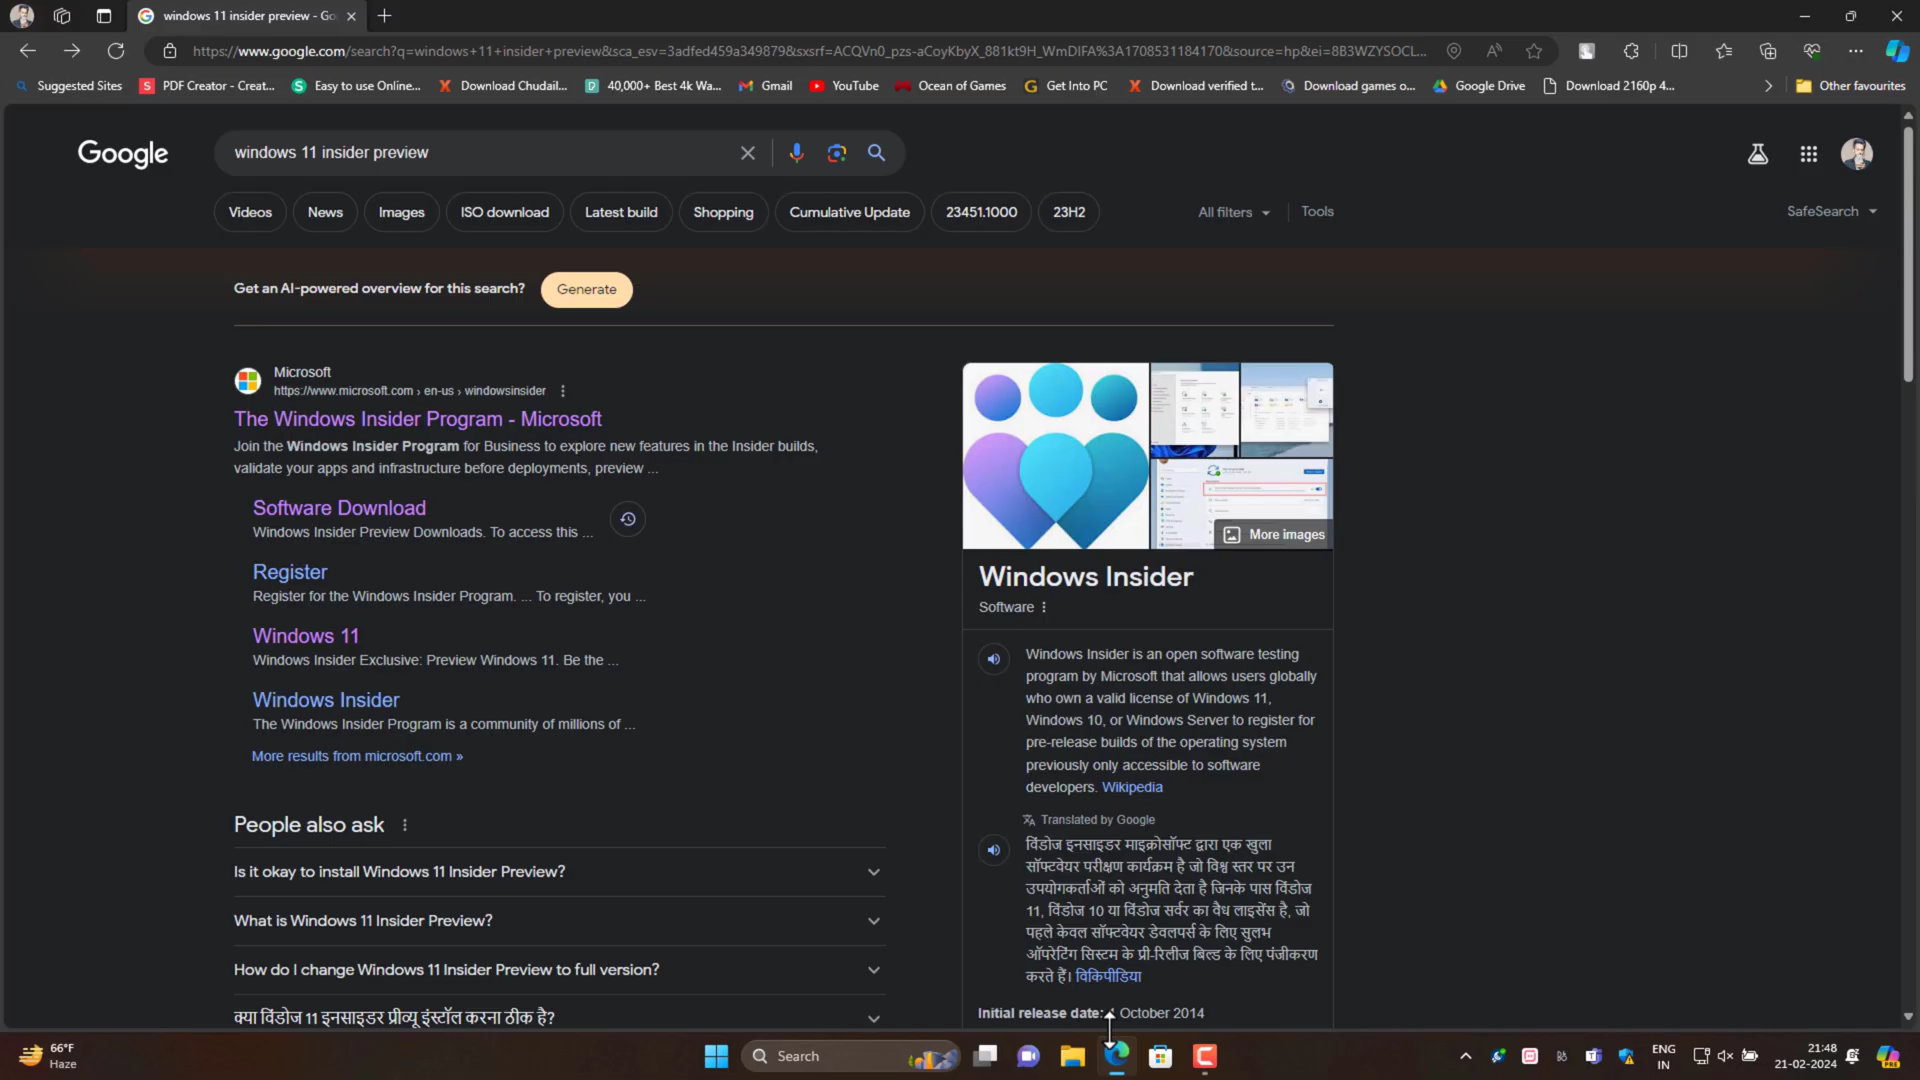 windows 11 insider preview - Go
https://www.google.com/search?q=windows+11+insider+preview&sca_esv=3adfed459a349879&sxsrf=ACQVn0_pzs-aCoyKbyX_881kt9H_WmDIFA%3A1708531184170&source=hp&ei=8B3WZYSOCL...
Suggested Sites
PDF Creator - Creat...
Easy to use Online...
Download Chudail...
40,000+ Best 4k Wa...
Gmail
YouTube
Ocean of Games
Get Into PC
Download verified t...
Download games o...
Google Drive
Download 2160p 4...
Other favourites
Google
windows 11 insider preview
Videos
News
Images
ISO download
Latest build
Shopping
Cumulative Update
23451.1000
23H2
All filters
Tools
SafeSearch
Get an AI-powered overview for this search?
Generate
Microsoft
https://www.microsoft.com › en-us › windowsinsider
The Windows Insider Program - Microsoft
Join the Windows Insider Program for Business to explore new features in the Insider builds,
validate your apps and infrastructure before deployments, preview ...
Software Download
Windows Insider Preview Downloads. To access this ...
Register
Register for the Windows Insider Program. ... To register, you ...
Windows 11
Windows Insider Exclusive: Preview Windows 11. Be the ...
Windows Insider
The Windows Insider Program is a community of millions of ...
More results from microsoft.com »
People also ask
Is it okay to install Windows 11 Insider Preview?
What is Windows 11 Insider Preview?
How do I change Windows 11 Insider Preview to full version?
क्या विंडोज 11 इनसाइडर प्रीव्यू इंस्टॉल करना ठीक है?
More images
Windows Insider
Software
Windows Insider is an open software testing
program by Microsoft that allows users globally
who own a valid license of Windows 11,
Windows 10, or Windows Server to register for
pre-release builds of the operating system
previously only accessible to software
developers. Wikipedia
Translated by Google
विंडोज इनसाइडर माइक्रोसॉफ्ट द्वारा एक खुला
सॉफ्टवेयर परीक्षण कार्यक्रम है जो विश्व स्तर पर उन
उपयोगकर्ताओं को अनुमति देता है जिनके पास विंडोज
11, विंडोज 10 या विंडोज सर्वर का वैध लाइसेंस है, जो
पहले केवल सॉफ्टवेयर डेवलपर्स के लिए सुलभ
ऑपरेटिंग सिस्टम के प्री-रिलीज बिल्ड के लिए पंजीकरण
करते हैं। विकिपीडिया
Initial release date: October 2014
66°F
Haze
Search
ENG
IN
21:48
21-02-2024